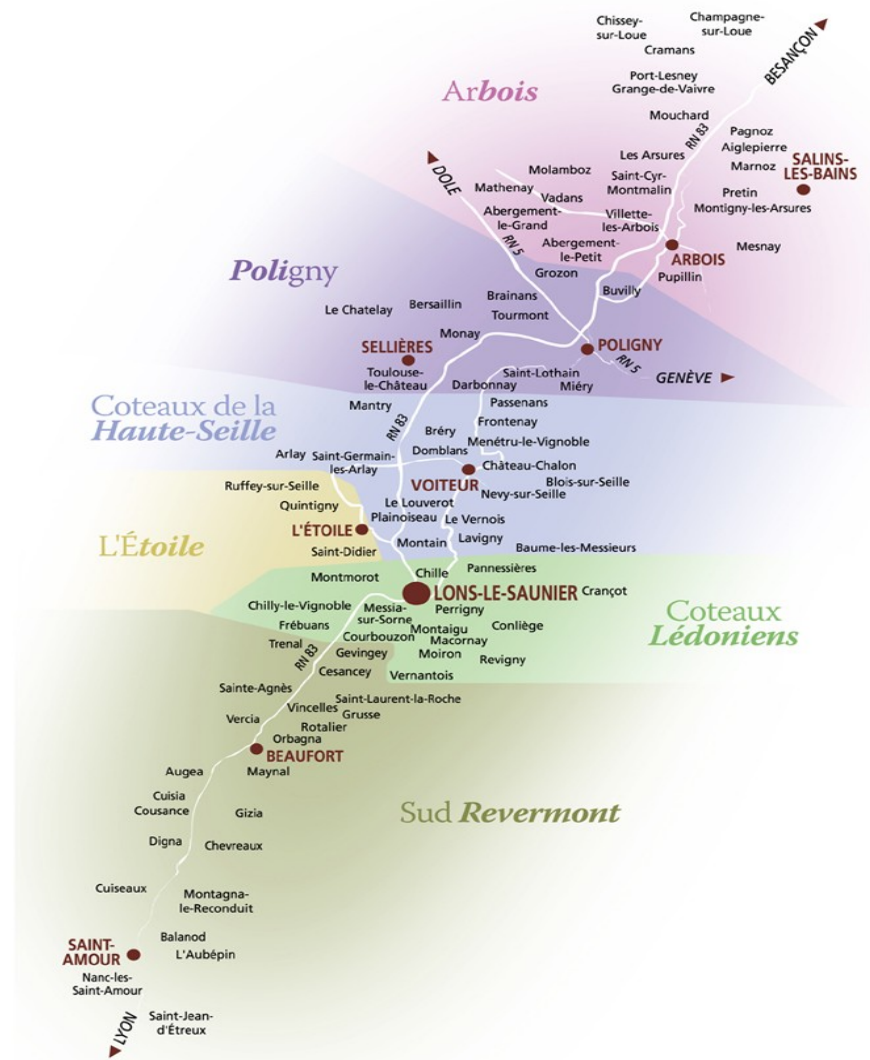 Chissey-
sur-Loue
Champagne-
sur-Loue
Cramans
BESANÇON
Port-Lesney
Grange-de-Vaivre
Arbois
Mouchard
RN 83
Pagnoz
Aiglepierre
Les Arsures
Marnoz
SALINS-
LES-BAINS
DOLE
Molamboz
Saint-Cyr-
Montmalin
Mathenay
Vadans
Pretin
Montigny-les-Arsures
Abergement-
le-Grand
Villette-
les-Arbois
RN 5
Abergement-
le-Petit
ARBOIS
Mesnay
Poligny
Grozon
Pupillin
Buvilly
Le Chatelay
Bersaillin
Brainans
Tourmont
Monay
SELLIÈRES
POLIGNY
RN 5
GENÈVE
Toulouse-
le-Château
Saint-Lothain
Darbonnay
Miéry
Coteaux de la
Haute-Seille
Mantry
RN 83
Passenans
Frontenay
Bréry
Menétru-le-Vignoble
Domblans
Arlay
Saint-Germain-
les-Arlay
Château-Chalon
VOITEUR
Blois-sur-Seille
Ruffey-sur-Seille
Nevy-sur-Seille
Quintigny
Le Louverot
Plainoiseau
Le Vernois
L'ÉTOILE
L'Étoile
Lavigny
Montain
Saint-Didier
Baume-les-Messieurs
Montmorot
Chille
Pannessières
LONS-LE-SAUNIER
Crançot
Chilly-le-Vignoble
Messia-
sur-Sorne
Perrigny
Coteaux
Lédoniens
Frébuans
Courbouzon
Montaigu
Conliège
Macornay
Trenal
RN 83
Gevingey
Moiron
Revigny
Cesancey
Vernantois
Sainte-Agnès
Saint-Laurent-la-Roche
Vincelles
Grusse
Vercia
Rotalier
Orbagna
BEAUFORT
Augea
Maynal
Cuisia
Cousance
Gizia
Sud Revermont
Digna
Chevreaux
Cuiseaux
Montagna-
le-Reconduit
SAINT-
AMOUR
Balanod
L'Aubépin
Nanc-les-
Saint-Amour
LYON
Saint-Jean-
d'Étreux